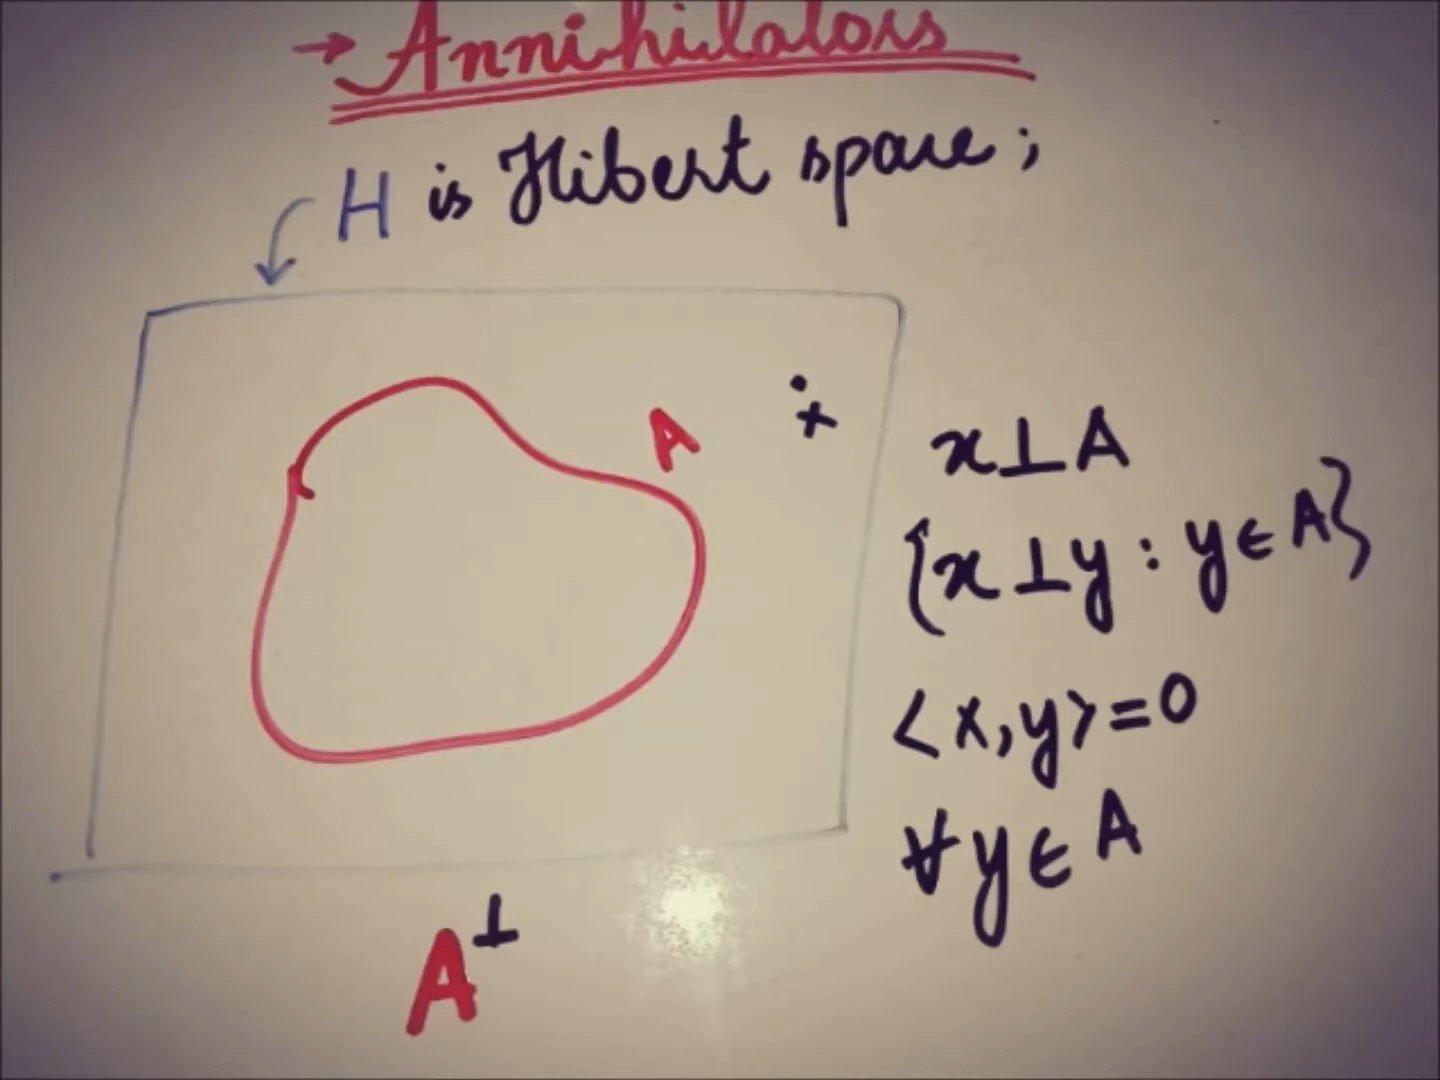 → Annihilators
H is Hilbert space;
A
x
x⊥A
{x⊥y : y∈A}
<x,y>=0
∀y∈A
A⊥